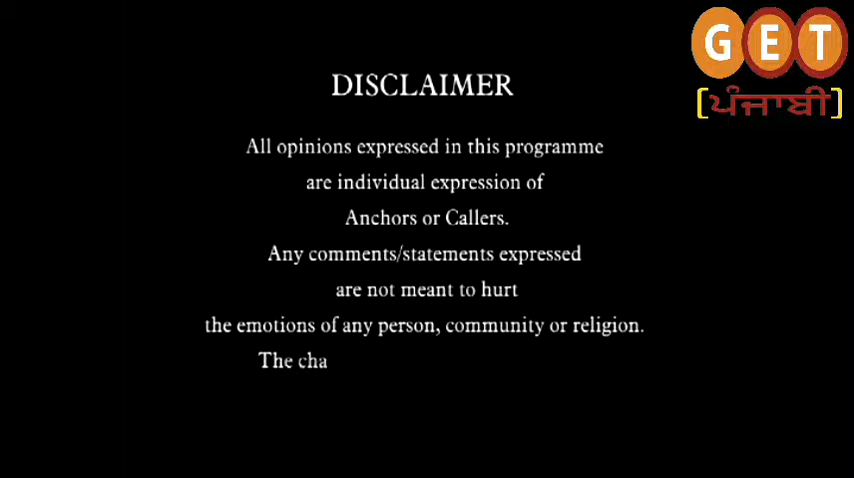 GET
[ਪੰਜਾਬੀ]
DISCLAIMER
All opinions expressed in this programme
are individual expression of
Anchors or Callers.
Any comments/statements expressed
are not meant to hurt
the emotions of any person, community or religion.
The cha